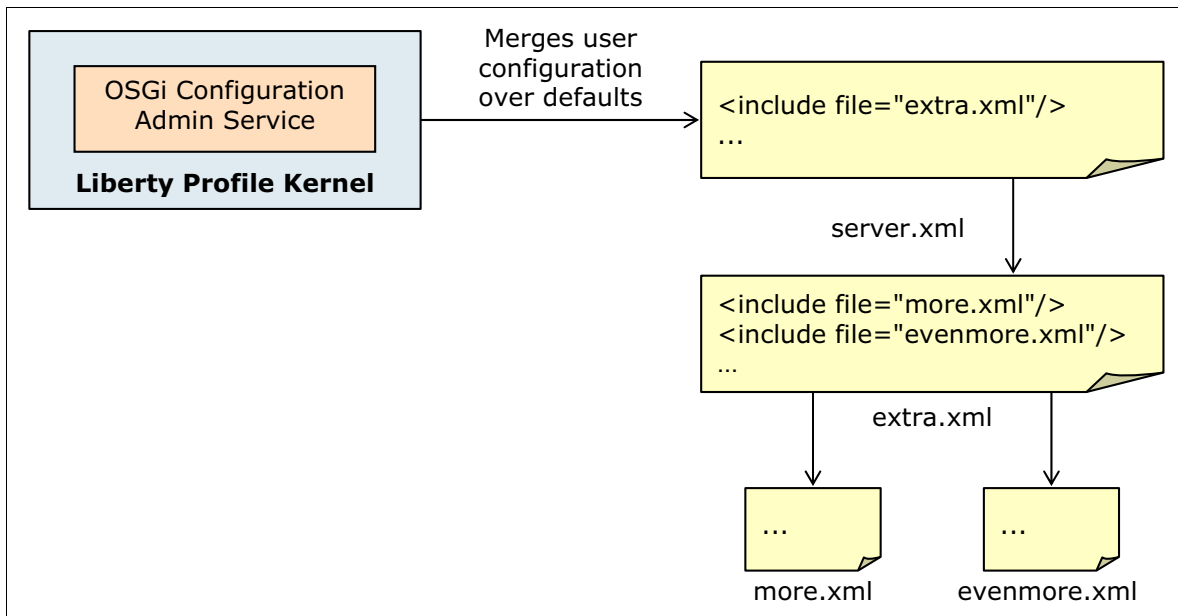 OSGi Configuration
Admin Service
Liberty Profile Kernel
Merges user
configuration
over defaults
<include file="extra.xml"/>
...
server.xml
<include file="more.xml"/>
<include file="evenmore.xml"/>
...
extra.xml
...
more.xml
...
evenmore.xml